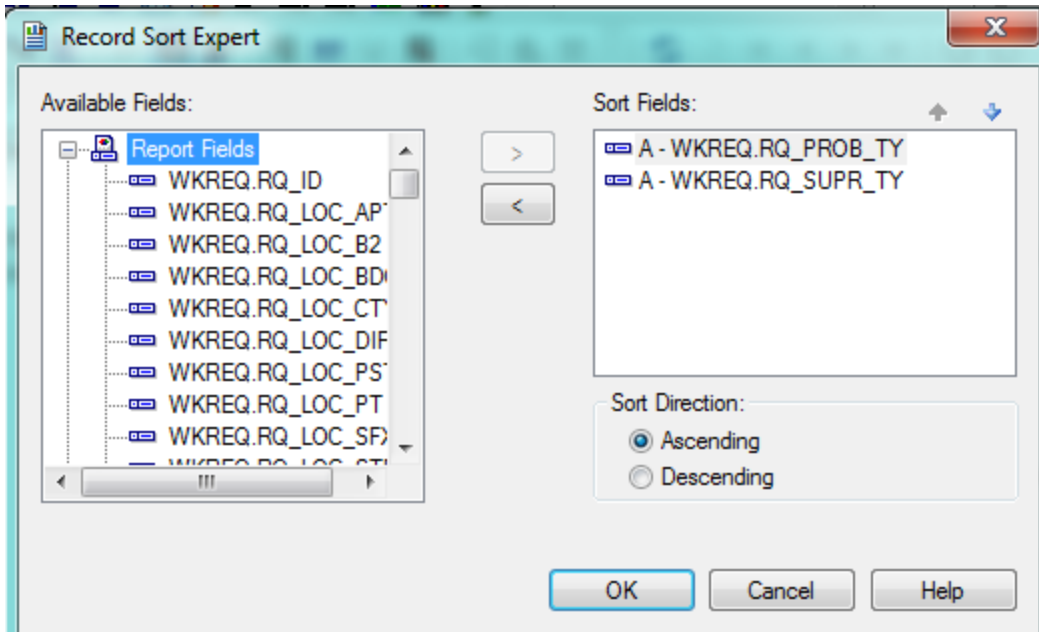 Record Sort Expert
Available Fields:
Report Fields
WKREQ.RQ_ID
WKREQ.RQ_LOC_AP
WKREQ.RQ_LOC_B2
WKREQ.RQ_LOC_BD
WKREQ.RQ_LOC_CT
WKREQ.RQ_LOC_DIF
WKREQ.RQ_LOC_PS
WKREQ.RQ_LOC_PT
WKREQ.RQ_LOC_SF
>
<
Sort Fields:
A - WKREQ.RQ_PROB_TY
A - WKREQ.RQ_SUPR_TY
Sort Direction:
Ascending
Descending
OK
Cancel
Help